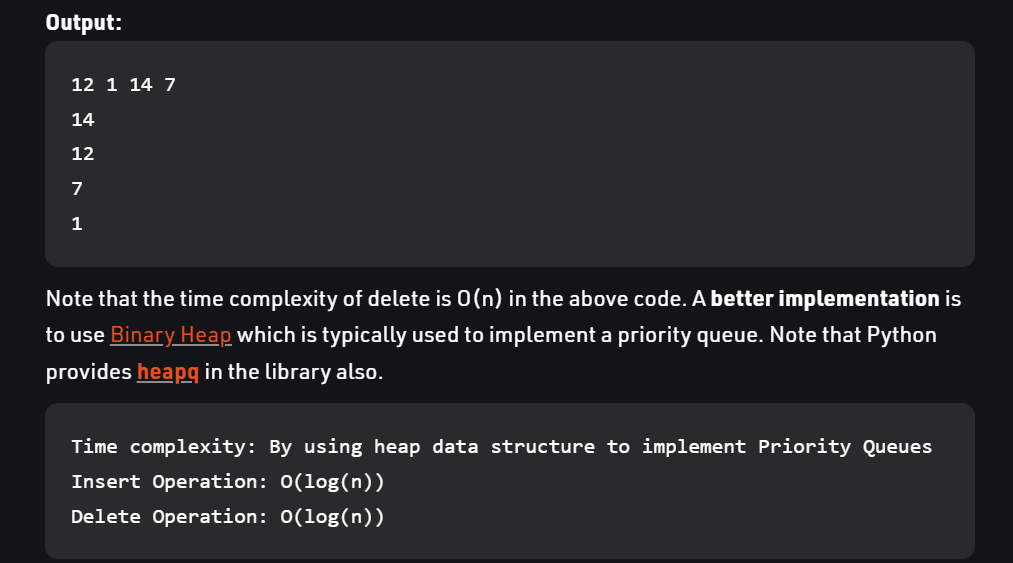 Output:
12 1 14 7
14
12
7
1
Note that the time complexity of delete is O(n) in the above code. A better implementation is
to use Binary Heap which is typically used to implement a priority queue. Note that Python
provides heapq in the library also.
Time complexity: By using heap data structure to implement Priority Queues
Insert Operation: O(log(n))
Delete Operation: O(log(n))